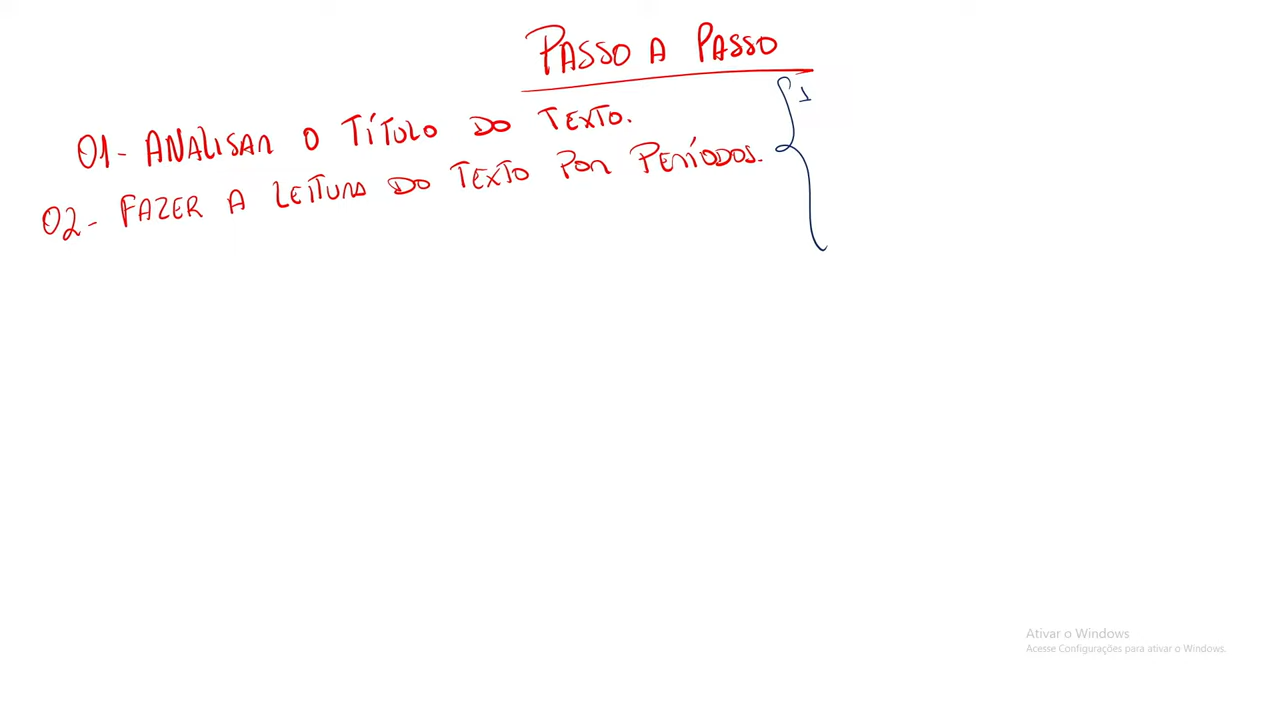 PASSO A PASSO
01- ANALISAR O TÍTULO DO TEXTO.
02- FAZER A LEITURA DO TEXTO POR PERÍODOS.
1
Ativar o Windows
Acesse Configurações para ativar o Windows.